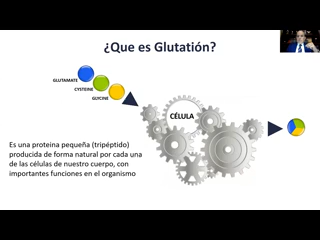 ¿Que es Glutatión?
GLUTAMATE
CYSTEINE
GLYCINE
CÉLULA
Es una proteina pequeña (tripéptido)
producida de forma natural por cada una
de las células de nuestro cuerpo, con
importantes funciones en el organismo